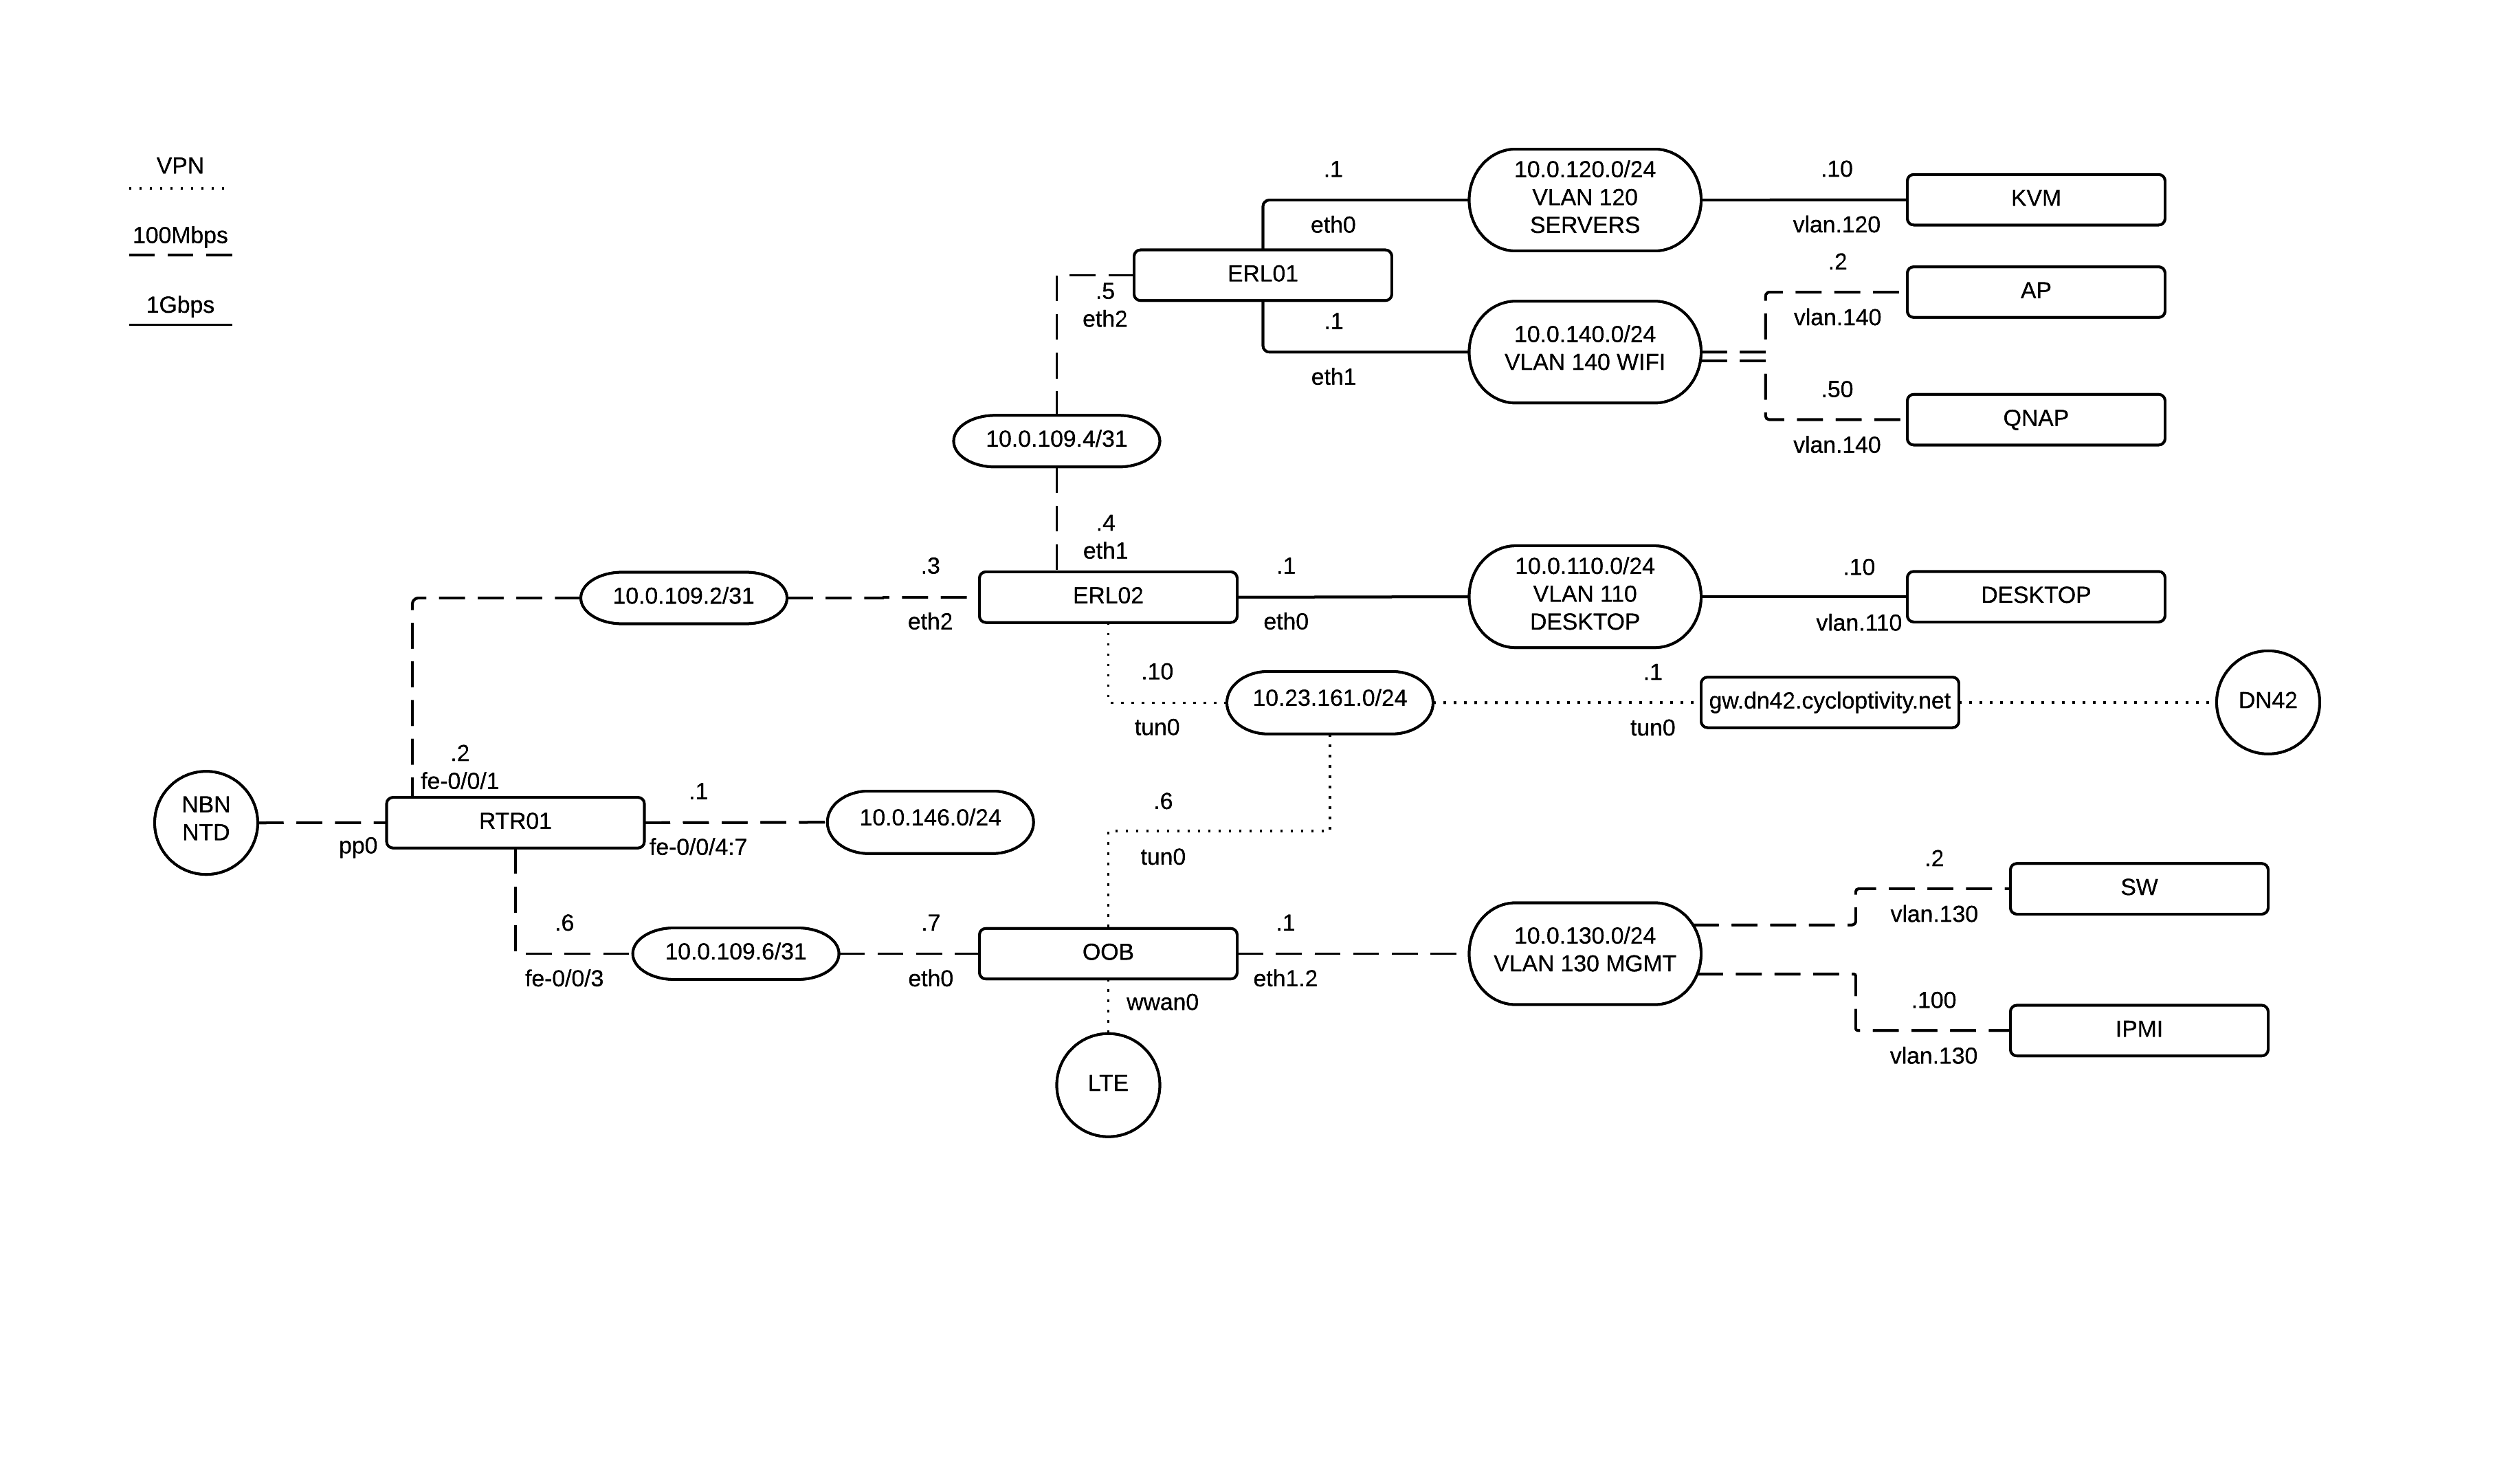 VPN
100Mbps
1Gbps
.1
eth0
10.0.120.0/24
VLAN 120
SERVERS
.10
vlan.120
KVM
ERL01
.5
eth2
.1
eth1
10.0.140.0/24
VLAN 140 WIFI
.2
vlan.140
AP
.50
vlan.140
QNAP
10.0.109.4/31
.4
eth1
10.0.109.2/31
.3
eth2
ERL02
.1
eth0
10.0.110.0/24
VLAN 110
DESKTOP
.10
vlan.110
DESKTOP
.10
tun0
10.23.161.0/24
.1
tun0
gw.dn42.cycloptivity.net
DN42
.2
fe-0/0/1
NBN
NTD
pp0
RTR01
.1
fe-0/0/4:7
10.0.146.0/24
.6
tun0
.6
fe-0/0/3
10.0.109.6/31
.7
eth0
OOB
.1
eth1.2
10.0.130.0/24
VLAN 130 MGMT
.2
vlan.130
SW
.100
vlan.130
IPMI
wwan0
LTE